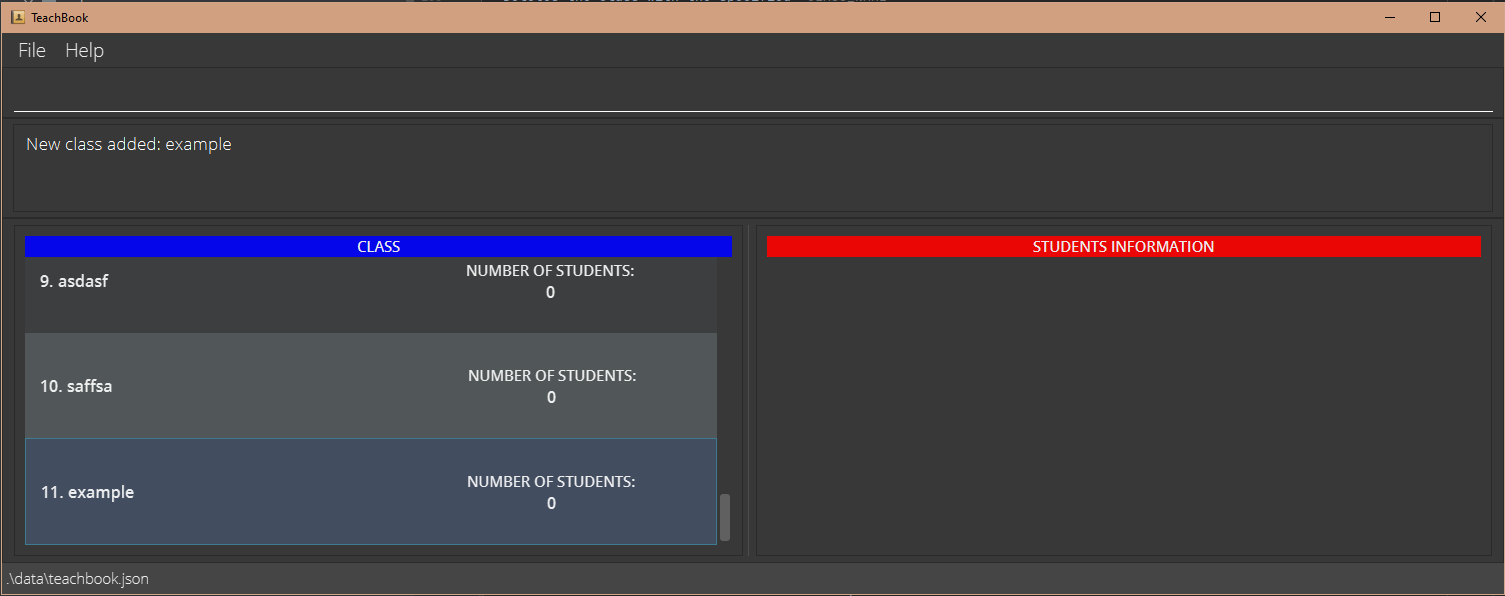 TeachBook
File Help
New class added: example
CLASS
9. asdasf
NUMBER OF STUDENTS:
0
10. saffsa
NUMBER OF STUDENTS:
0
11. example
NUMBER OF STUDENTS:
0
STUDENTS INFORMATION
.\data\teachbook.json